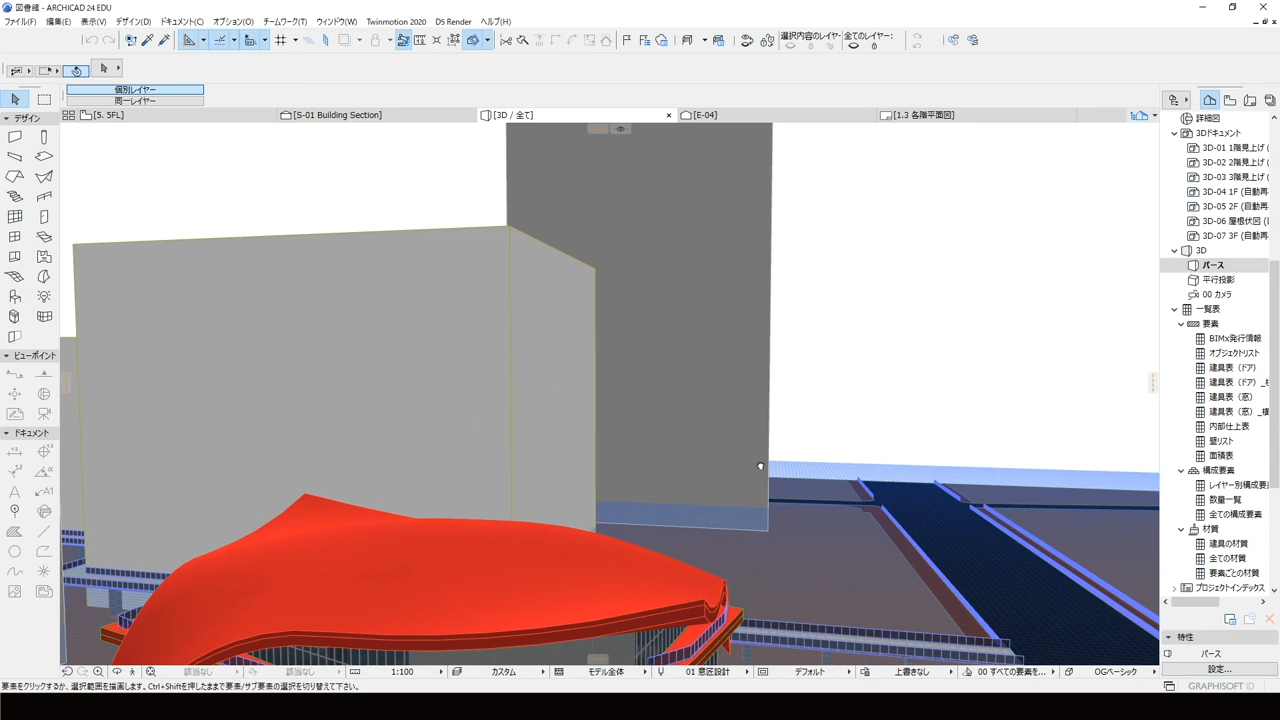 図書館 - ARCHICAD 24 EDU
ファイル(F) 編集(E) 表示(V) デザイン(D) ドキュメント(C) オプション(O) チームワーク(T) ウィンドウ(W) Twinmotion 2020 DS Render ヘルプ(H)
選択内容のレイヤ- 全てのレイヤー:
個別レイヤー
同一レイヤー
[5. 5FL] [S-01 Building Section] [3D / 全て] [E-04] [1.3 各階平面図]
デザイン
ビューポイント
ドキュメント
詳細図
3Dドキュメント
3D-01 1階見上げ (
3D-02 2階見上げ (
3D-03 3階見上げ (
3D-04 1F (自動再
3D-05 2F (自動再
3D-06 屋根伏図 (自
3D-07 3F (自動再
3D
パース
平行投影
00 カメラ
一覧表
要素
BIMx発行情報
オブジェクトリスト
建具表（ドア）
建具表（ドア）_
建具表（窓）
建具表（窓）_
内部仕上表
壁リスト
面積表
構成要素
レイヤー別構成要
数量一覧
全ての構成要素
材質
建具の材質
全ての材質
要素ごとの材質
プロジェクトインデックス
特性
パース
設定...
該当なし 該当なし 1:100 カスタム モデル全体 01 意匠設計 デフォルト 上書きなし 00 すべての要素を... OGベーシック
要素をクリックするか、選択範囲を描画します。Ctrl+Shiftを押したままで要素/サブ要素の選択を切り替えて下さい。
GRAPHISOFT ID